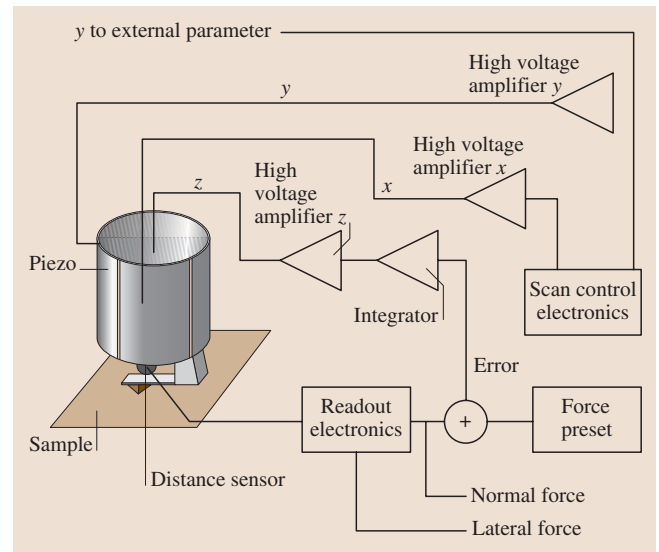 y to external parameter
High voltage
amplifier y
y
High voltage
amplifier x
z
High
voltage
amplifier z
x
Piezo
Integrator
Scan control
electronics
Error
Readout
electronics
+
Force
preset
Sample
Distance sensor
Normal force
Lateral force